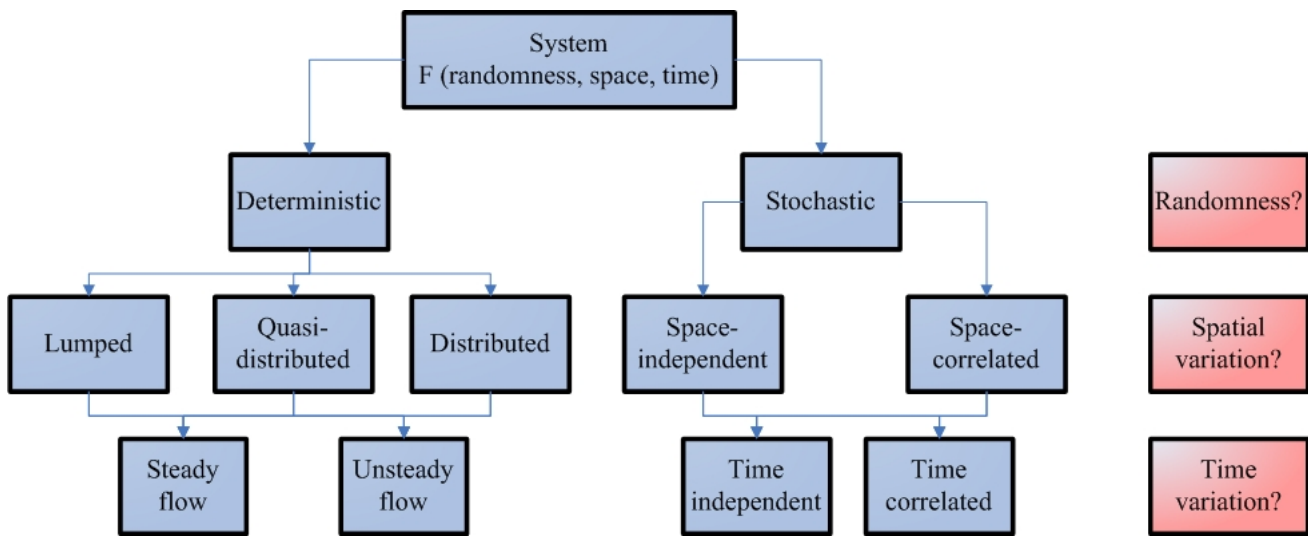 System
F (randomness, space, time)
Deterministic
Stochastic
Randomness?
Lumped
Quasi-
distributed
Distributed
Space-
independent
Space-
correlated
Spatial
variation?
Steady
flow
Unsteady
flow
Time
independent
Time
correlated
Time
variation?